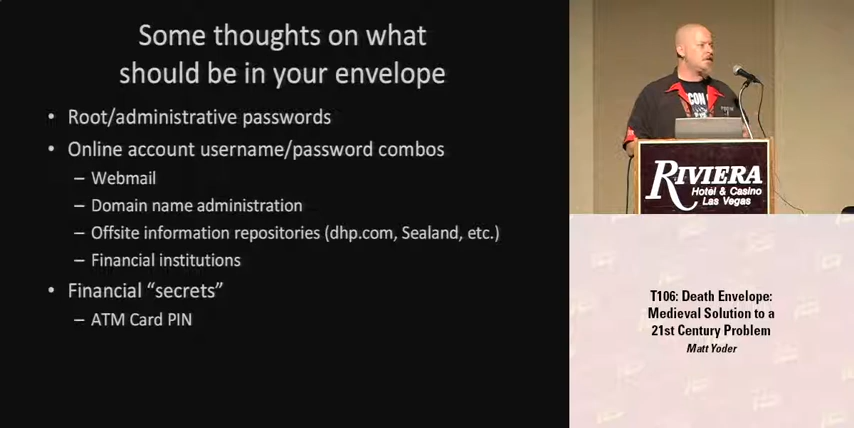 Some thoughts on what
should be in your envelope
• Root/administrative passwords
• Online account username/password combos
– Webmail
– Domain name administration
– Offsite information repositories (dhp.com, Sealand, etc.)
– Financial institutions
• Financial “secrets”
– ATM Card PIN
CON
RIVIERA
Hotel & Casino
Las Vegas
T106: Death Envelope:
Medieval Solution to a
21st Century Problem
Matt Yoder